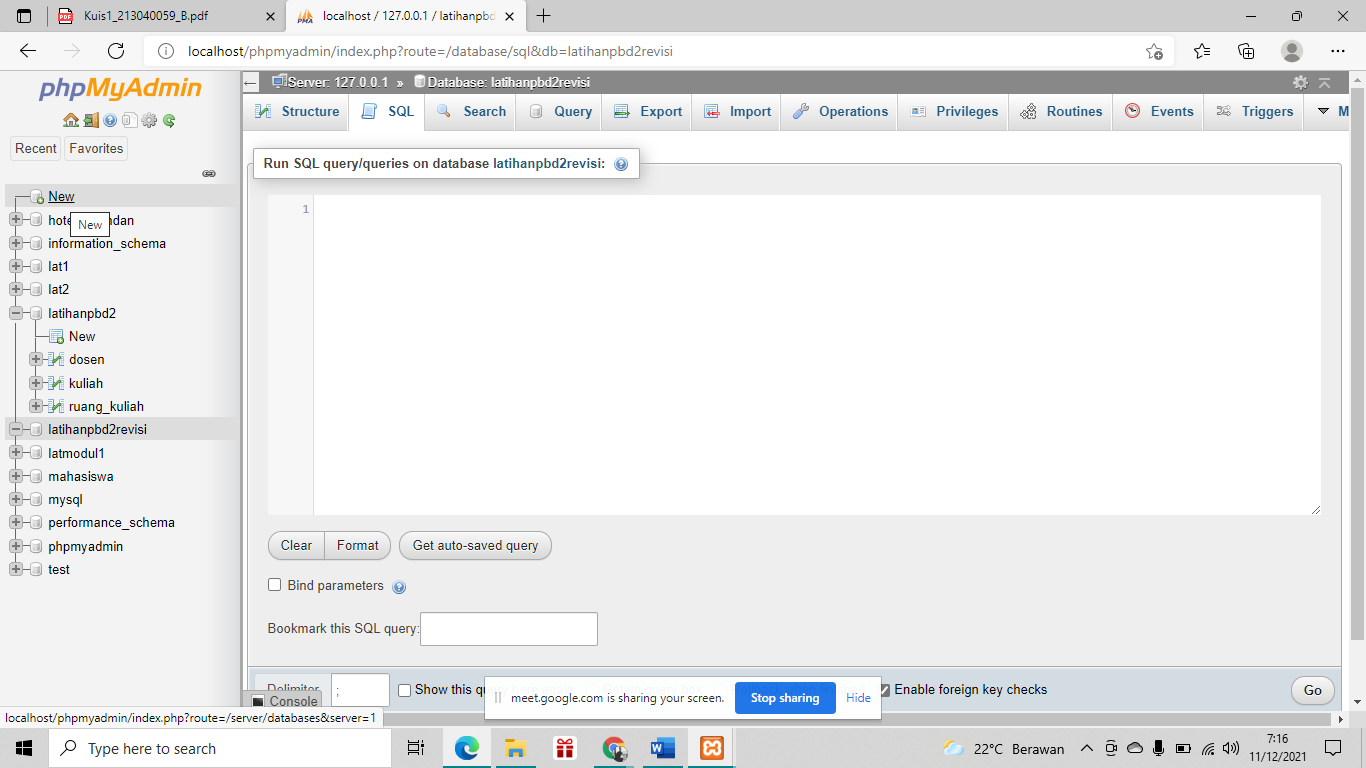 Kuis1_213040059_B.pdf
localhost / 127.0.0.1 / latihanpbd
localhost/phpmyadmin/index.php?route=/database/sql&db=latihanpbd2revisi
phpMyAdmin
Recent Favorites
New
hote ndan
New
information_schema
lat1
lat2
latihanpbd2
New
dosen
kuliah
ruang_kuliah
latihanpbd2revisi
latmodul1
mahasiswa
mysql
performance_schema
phpmyadmin
test
Server: 127.0.0.1 » Database: latihanpbd2revisi
Structure SQL Search Query Export Import Operations Privileges Routines Events Triggers M
Run SQL query/queries on database latihanpbd2revisi:
1
Clear Format Get auto-saved query
Bind parameters
Bookmark this SQL query:
Delimiter ; Show this qu Enable foreign key checks Go
Console
meet.google.com is sharing your screen. Stop sharing Hide
localhost/phpmyadmin/index.php?route=/server/databases&server=1
Type here to search
22°C Berawan
7:16
11/12/2021